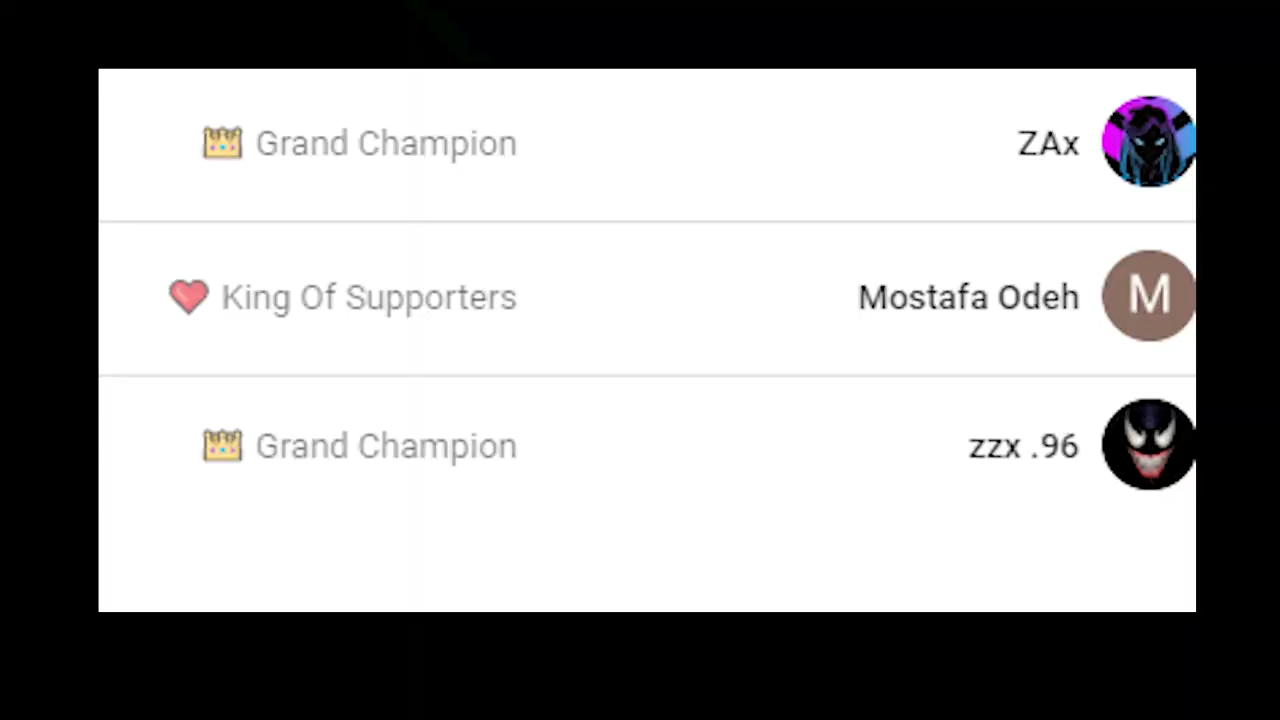 👑 Grand Champion ZAx
❤️ King Of Supporters Mostafa Odeh M
👑 Grand Champion zzx .96